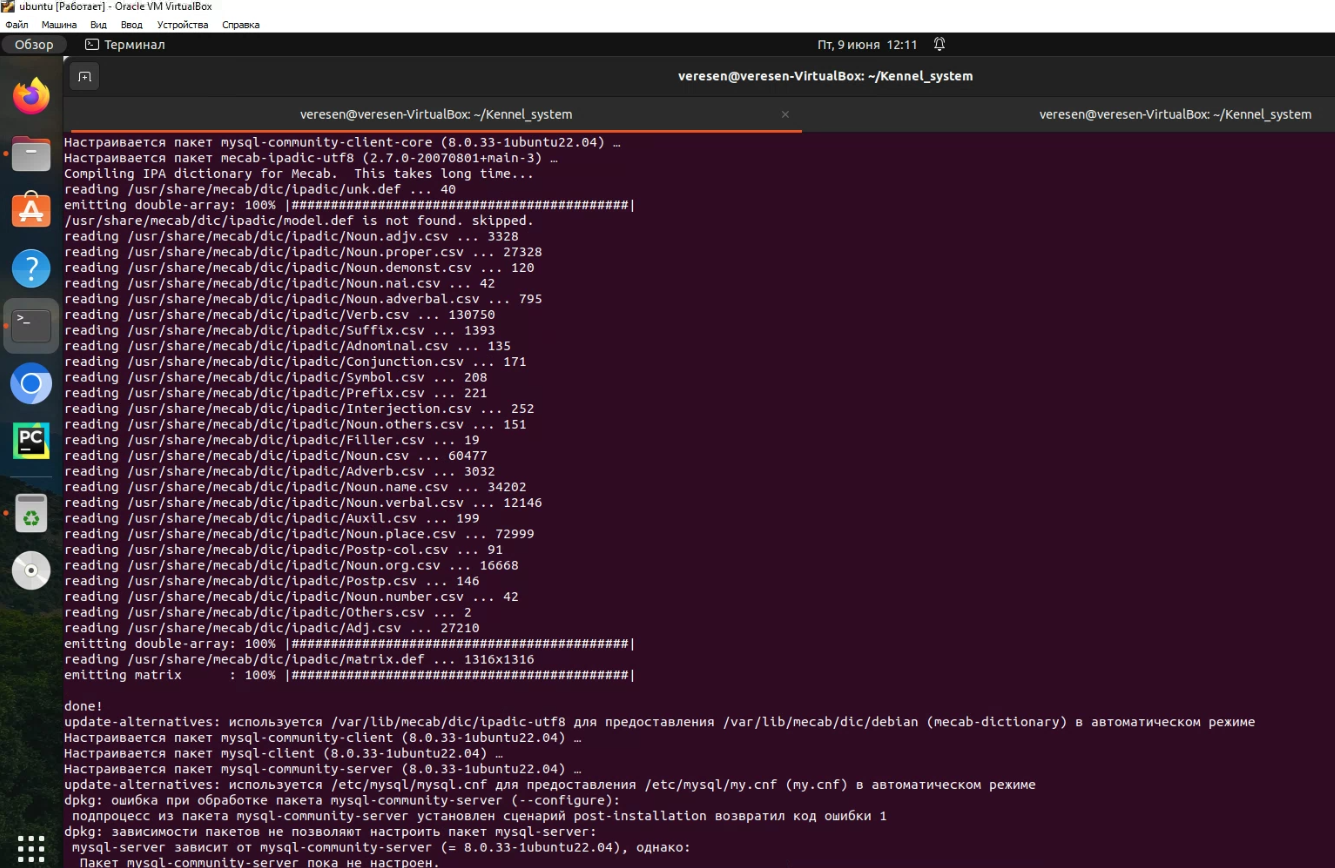 ubuntu [Работает] - Oracle VM VirtualBox
Файл Машина Вид Ввод Устройства Справка
Обзор Терминал Пт, 9 июня 12:11
veresen@veresen-VirtualBox: ~/Kennel_system
veresen@veresen-VirtualBox: ~/Kennel_system × veresen@veresen-VirtualBox: ~/Kennel_system
Настраивается пакет mysql-community-client-core (8.0.33-1ubuntu22.04) …
Настраивается пакет mecab-ipadic-utf8 (2.7.0-20070801+main-3) …
Compiling IPA dictionary for Mecab.  This takes long time...
reading /usr/share/mecab/dic/ipadic/unk.def ... 40
emitting double-array: 100% |###########################################|
/usr/share/mecab/dic/ipadic/model.def is not found. skipped.
reading /usr/share/mecab/dic/ipadic/Noun.adjv.csv ... 3328
reading /usr/share/mecab/dic/ipadic/Noun.proper.csv ... 27328
reading /usr/share/mecab/dic/ipadic/Noun.demonst.csv ... 120
reading /usr/share/mecab/dic/ipadic/Noun.nai.csv ... 42
reading /usr/share/mecab/dic/ipadic/Noun.adverbal.csv ... 795
reading /usr/share/mecab/dic/ipadic/Verb.csv ... 130750
reading /usr/share/mecab/dic/ipadic/Suffix.csv ... 1393
reading /usr/share/mecab/dic/ipadic/Adnominal.csv ... 135
reading /usr/share/mecab/dic/ipadic/Conjunction.csv ... 171
reading /usr/share/mecab/dic/ipadic/Symbol.csv ... 208
reading /usr/share/mecab/dic/ipadic/Prefix.csv ... 221
reading /usr/share/mecab/dic/ipadic/Interjection.csv ... 252
reading /usr/share/mecab/dic/ipadic/Noun.others.csv ... 151
reading /usr/share/mecab/dic/ipadic/Filler.csv ... 19
reading /usr/share/mecab/dic/ipadic/Noun.csv ... 60477
reading /usr/share/mecab/dic/ipadic/Adverb.csv ... 3032
reading /usr/share/mecab/dic/ipadic/Noun.name.csv ... 34202
reading /usr/share/mecab/dic/ipadic/Noun.verbal.csv ... 12146
reading /usr/share/mecab/dic/ipadic/Auxil.csv ... 199
reading /usr/share/mecab/dic/ipadic/Noun.place.csv ... 72999
reading /usr/share/mecab/dic/ipadic/Postp-col.csv ... 91
reading /usr/share/mecab/dic/ipadic/Noun.org.csv ... 16668
reading /usr/share/mecab/dic/ipadic/Postp.csv ... 146
reading /usr/share/mecab/dic/ipadic/Noun.number.csv ... 42
reading /usr/share/mecab/dic/ipadic/Others.csv ... 2
reading /usr/share/mecab/dic/ipadic/Adj.csv ... 27210
emitting double-array: 100% |###########################################|
reading /usr/share/mecab/dic/ipadic/matrix.def ... 1316x1316
emitting matrix      : 100% |###########################################|
done!
update-alternatives: используется /var/lib/mecab/dic/ipadic-utf8 для предоставления /var/lib/mecab/dic/debian (mecab-dictionary) в автоматическом режиме
Настраивается пакет mysql-community-client (8.0.33-1ubuntu22.04) …
Настраивается пакет mysql-client (8.0.33-1ubuntu22.04) …
Настраивается пакет mysql-community-server (8.0.33-1ubuntu22.04) …
update-alternatives: используется /etc/mysql/mysql.cnf для предоставления /etc/mysql/my.cnf (my.cnf) в автоматическом режиме
dpkg: ошибка при обработке пакета mysql-community-server (--configure):
 подпроцесс из пакета mysql-community-server установлен сценарий post-installation возвратил код ошибки 1
dpkg: зависимости пакетов не позволяют настроить пакет mysql-server:
 mysql-server зависит от mysql-community-server (= 8.0.33-1ubuntu22.04), однако:
  Пакет mysql-community-server пока не настроен.
PC